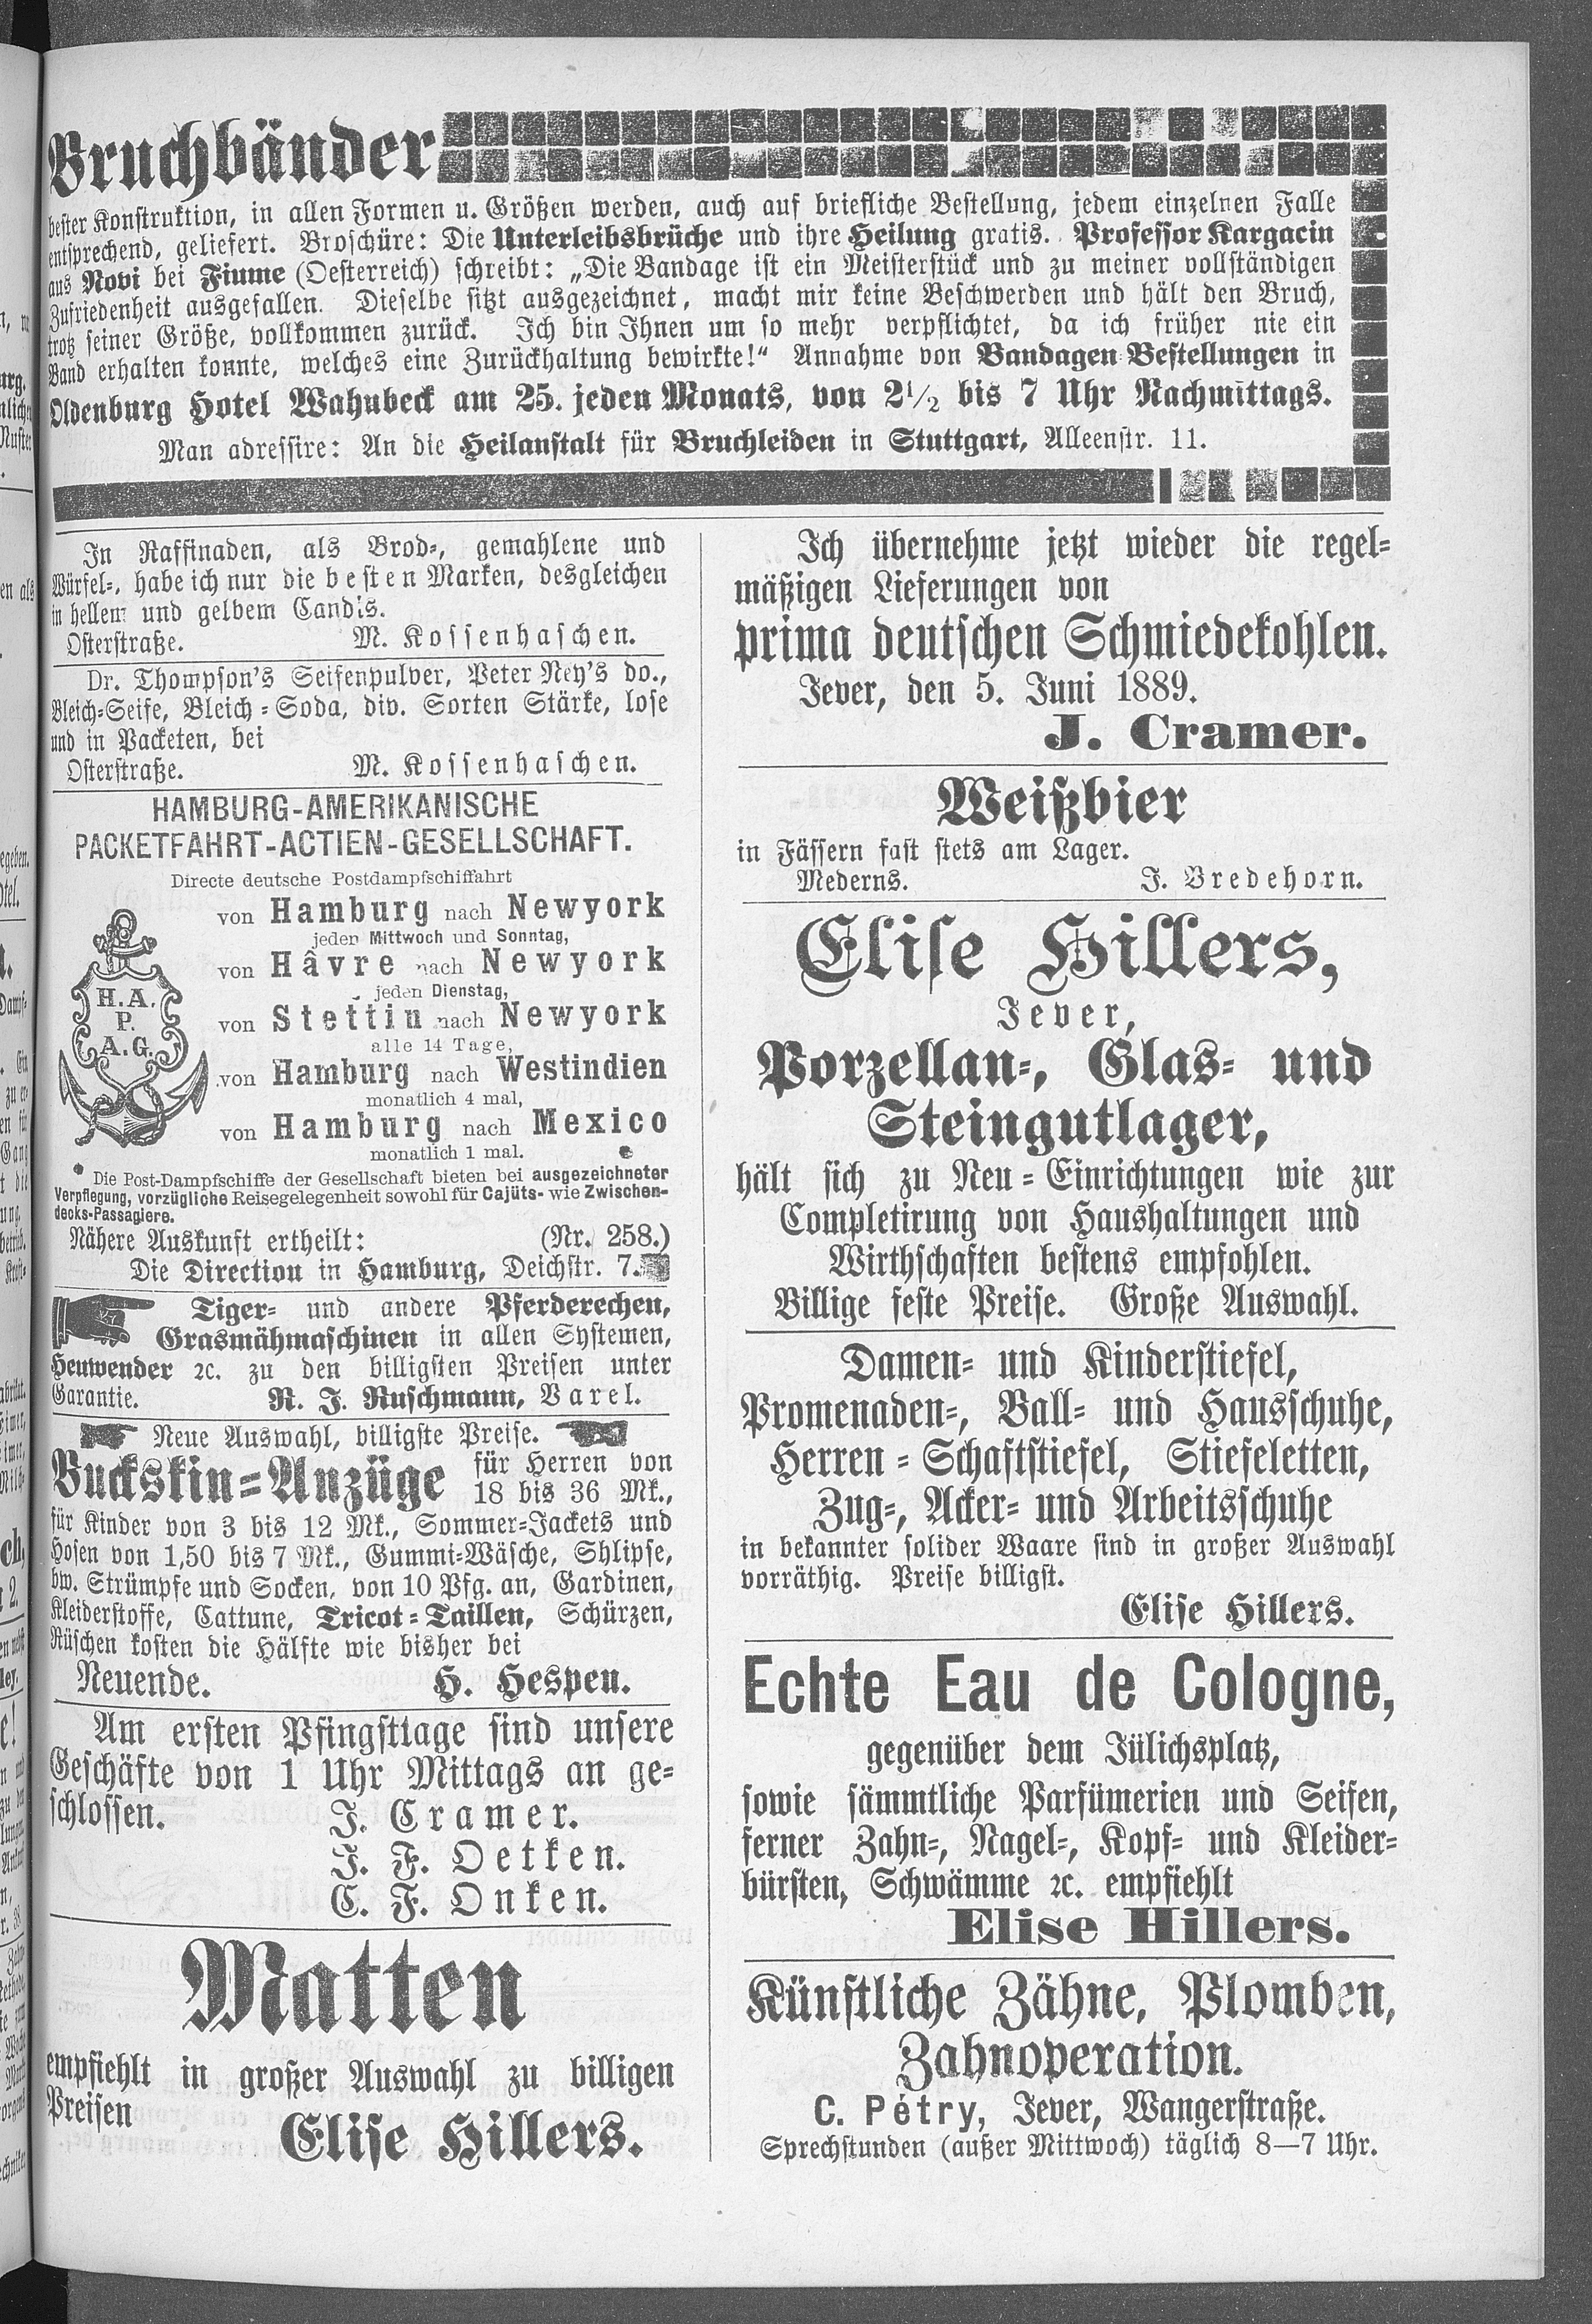 Bruchbänder
bester Konstruktion, in allen Formen u. Größen werden, auch auf briefliche Bestellung, jedem einzelnen Falle
entsprechend, geliefert. Broschüre: Die Unterleibsbrüche und ihre Heilung gratis. Professor Kargacin
aus Novi bei Fiume (Oesterreich) schreibt: „Die Bandage ist ein Meisterstück und zu meiner vollständigen
Zufriedenheit ausgefallen. Dieselbe sitzt ausgezeichnet, macht mir keine Beschwerden und hält den Bruch,
trotz seiner Größe, vollkommen zurück. Ich bin Ihnen um so mehr verpflichtet, da ich früher nie ein
Band erhalten konnte, welches eine Zurückhaltung bewirkte!“ Annahme von Bandagen-Bestellungen in
Oldenburg Hotel Wahnbeck am 25. jeden Monats, von 2½ bis 7 Uhr Nachmittags.
Man adressire: An die Heilanstalt für Bruchleiden in Stuttgart, Alleenstr. 11.
In Raffinaden, als Brod-, gemahlene und
Würfel-, habe ich nur die besten Marken, desgleichen
in hellem und gelbem Candis.
Osterstraße. M. Kossenhaschen.
Dr. Thompson's Seifenpulver, Peter Ney's do.,
Bleich-Seife, Bleich-Soda, div. Sorten Stärke, lose
und in Packeten, bei
Osterstraße. M. Kossenhaschen.
HAMBURG-AMERIKANISCHE
PACKETFAHRT-ACTIEN-GESELLSCHAFT.
Directe deutsche Postdampfschiffahrt
von Hamburg nach Newyork
jeden Mittwoch und Sonntag,
von Hâvre nach Newyork
jeden Dienstag,
von Stettin nach Newyork
alle 14 Tage,
von Hamburg nach Westindien
monatlich 4 mal,
von Hamburg nach Mexico
monatlich 1 mal.
H. A.
P.
A. G.
Die Post-Dampfschiffe der Gesellschaft bieten bei ausgezeichneter
Verpflegung, vorzügliche Reisegelegenheit sowohl für Cajüts- wie Zwischen-
decks-Passagiere.
Nähere Auskunft ertheilt: (Nr. 258.)
Die Direction in Hamburg, Deichstr. 7.
Tiger- und andere Pferderechen,
Grasmähmaschinen in allen Systemen,
Heuwender ꝛc. zu den billigsten Preisen unter
Garantie. R. J. Ruschmann, Varel.
Neue Auswahl, billigste Preise.
Buckskin-Anzüge für Herren von
18 bis 36 Mk.,
für Kinder von 3 bis 12 Mk., Sommer-Jackets und
Hosen von 1,50 bis 7 Mk., Gummi-Wäsche, Shlipse,
bw. Strümpfe und Socken, von 10 Pfg. an, Gardinen,
Kleiderstoffe, Cattune, Tricot-Taillen, Schürzen,
Rüschen kosten die Hälfte wie bisher bei
Neuende. H. Hespen.
Am ersten Pfingsttage sind unsere
Geschäfte von 1 Uhr Mittags an ge-
schlossen. J. Cramer.
J. F. Oetken.
C. F. Onken.
Matten
empfiehlt in großer Auswahl zu billigen
Preisen
Elise Hillers.
Ich übernehme jetzt wieder die regel-
mäßigen Lieferungen von
prima deutschen Schmiedekohlen.
Jever, den 5. Juni 1889.
J. Cramer.
Weißbier
in Fässern fast stets am Lager.
Mederns. J. Bredehorn.
Elise Hillers,
Jever,
Porzellan-, Glas- und
Steingutlager,
hält sich zu Neu-Einrichtungen wie zur
Completirung von Haushaltungen und
Wirthschaften bestens empfohlen.
Billige feste Preise. Große Auswahl.
Damen- und Kinderstiefel,
Promenaden-, Ball- und Hausschuhe,
Herren-Schaftstiefel, Stiefeletten,
Zug-, Acker- und Arbeitsschuhe
in bekannter solider Waare sind in großer Auswahl
vorräthig. Preise billigst.
Elise Hillers.
Echte Eau de Cologne,
gegenüber dem Jülichsplatz,
sowie sämmtliche Parfümerien und Seifen,
ferner Zahn-, Nagel-, Kopf- und Kleider-
bürsten, Schwämme ꝛc. empfiehlt
Elise Hillers.
Künstliche Zähne, Plomben,
Zahnoperation.
C. Pétry, Jever, Wangerstraße.
Sprechstunden (außer Mittwoch) täglich 8—7 Uhr.